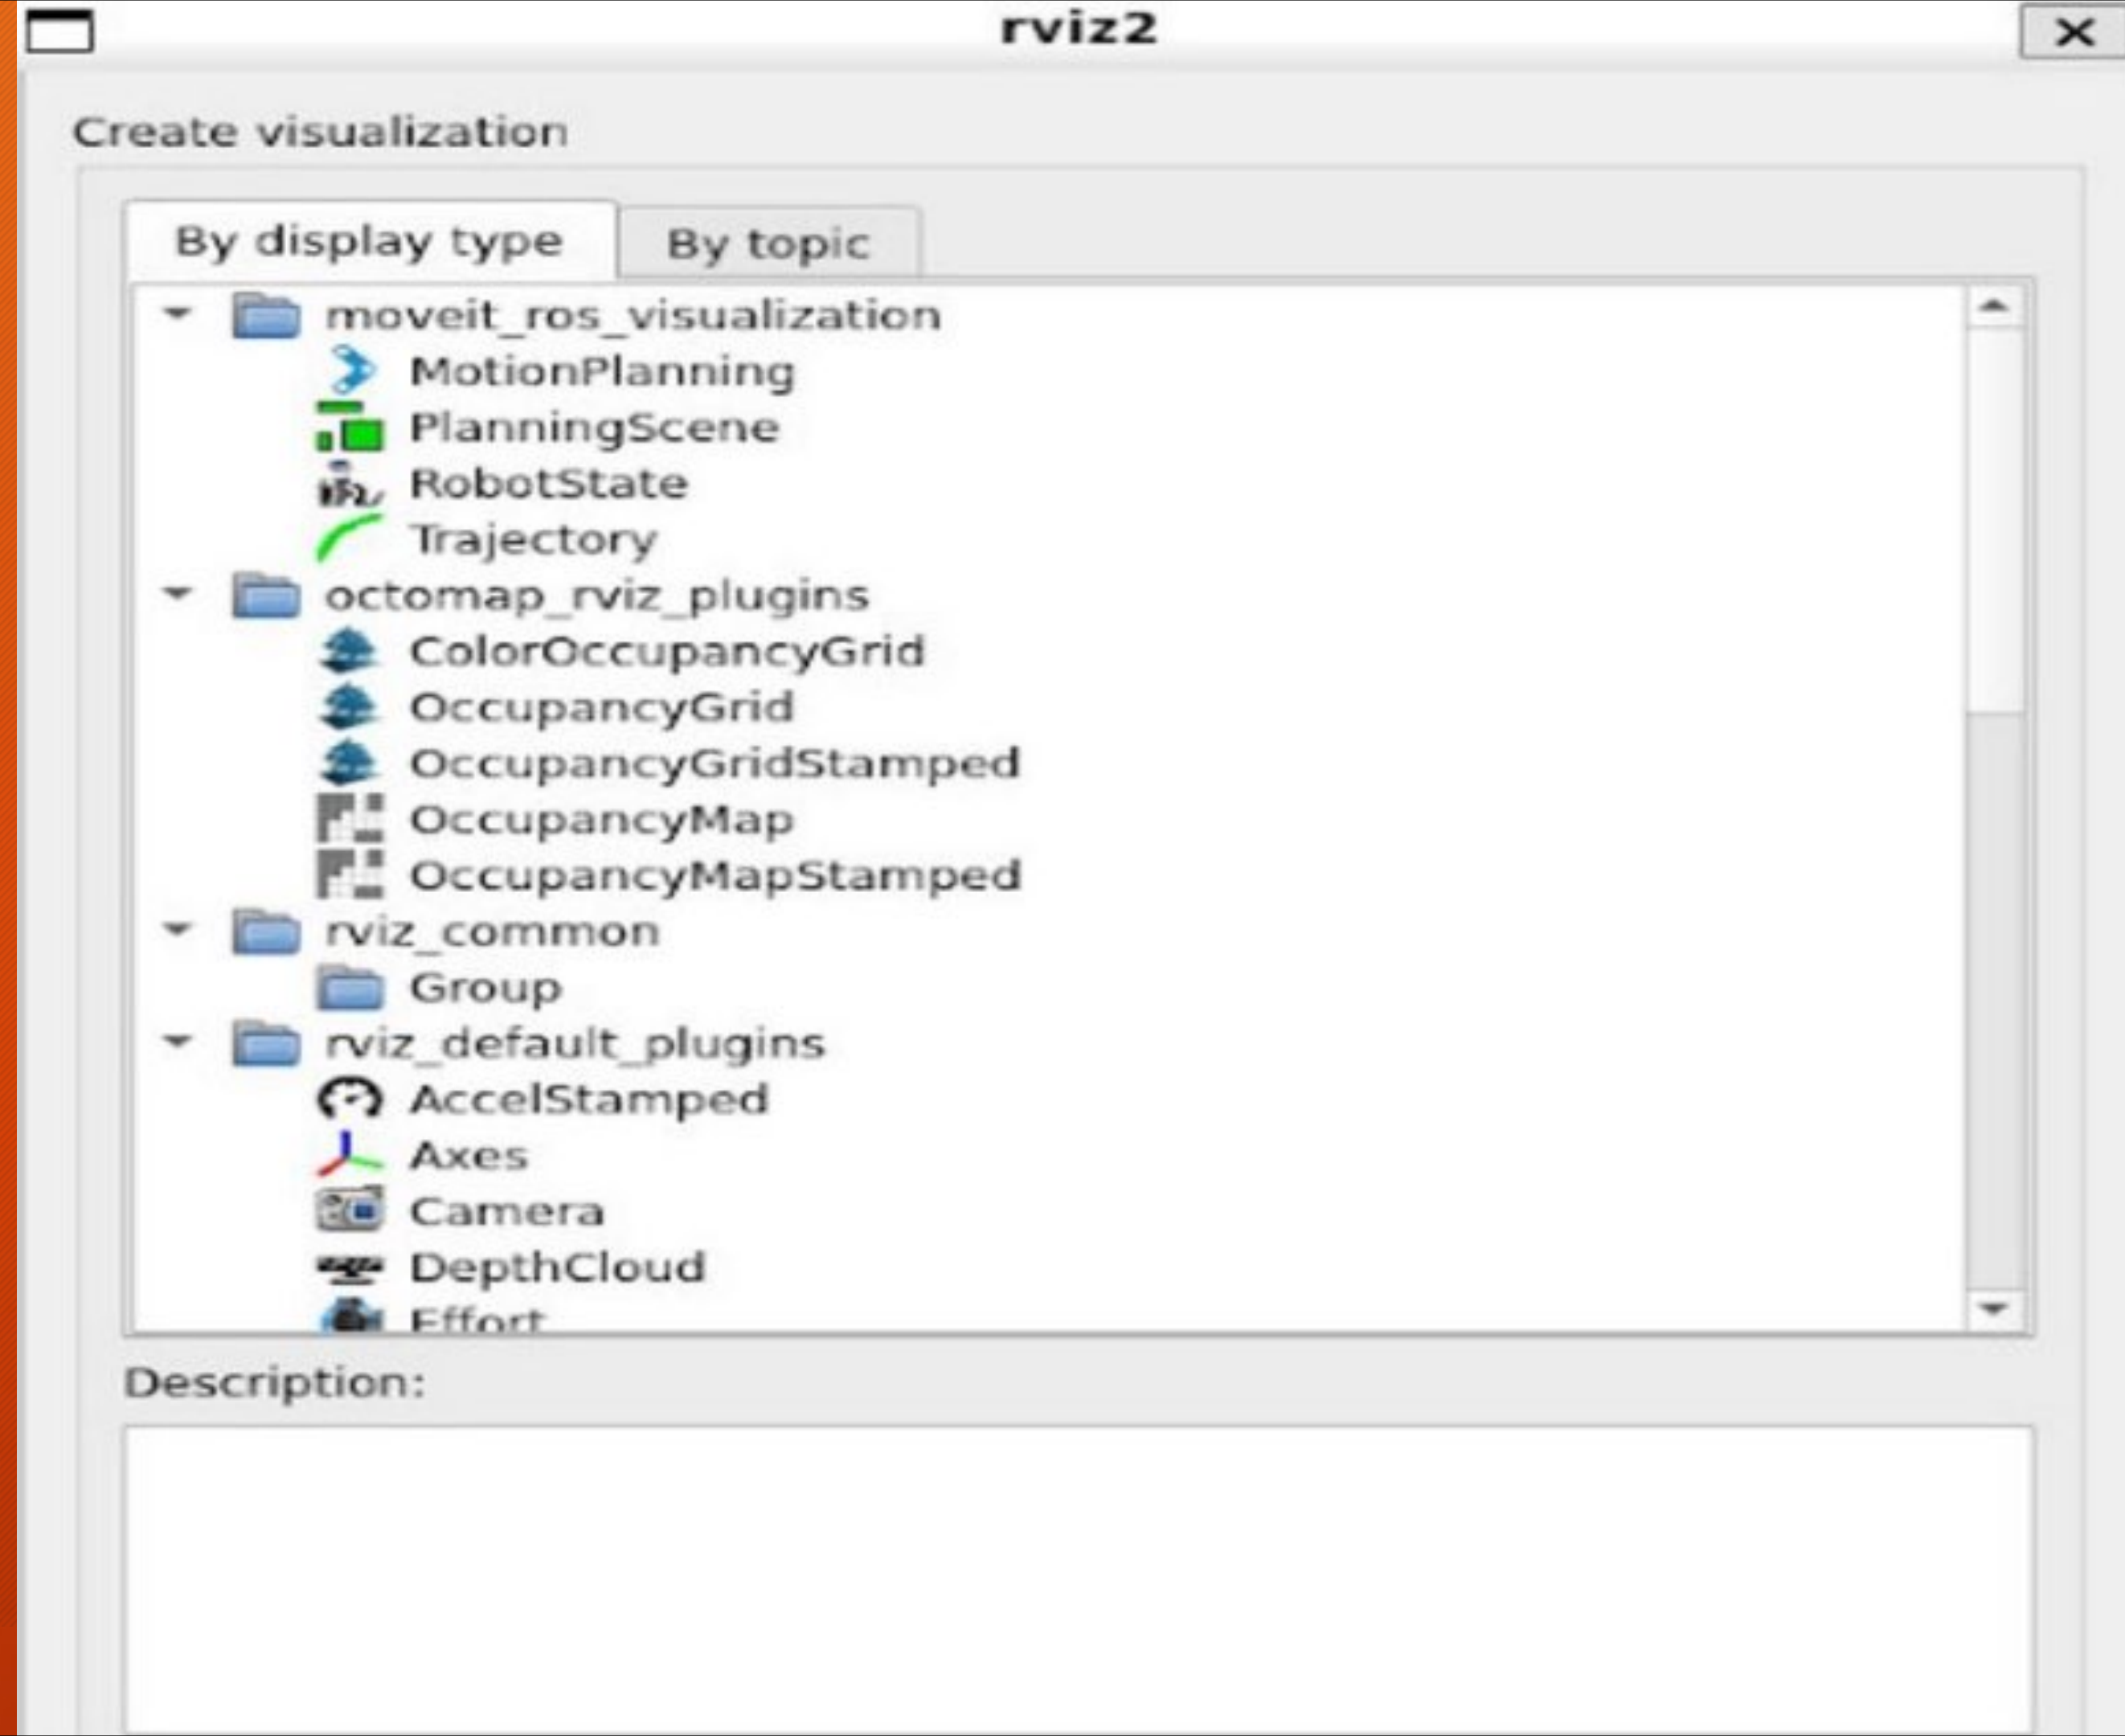 rviz2
Create visualization
By display type
By topic
moveit_ros_visualization
MotionPlanning
PlanningScene
RobotState
Trajectory
octomap_rviz_plugins
ColorOccupancyGrid
OccupancyGrid
OccupancyGridStamped
OccupancyMap
OccupancyMapStamped
rviz_common
Group
rviz_default_plugins
AccelStamped
Axes
Camera
DepthCloud
Effort
Description: